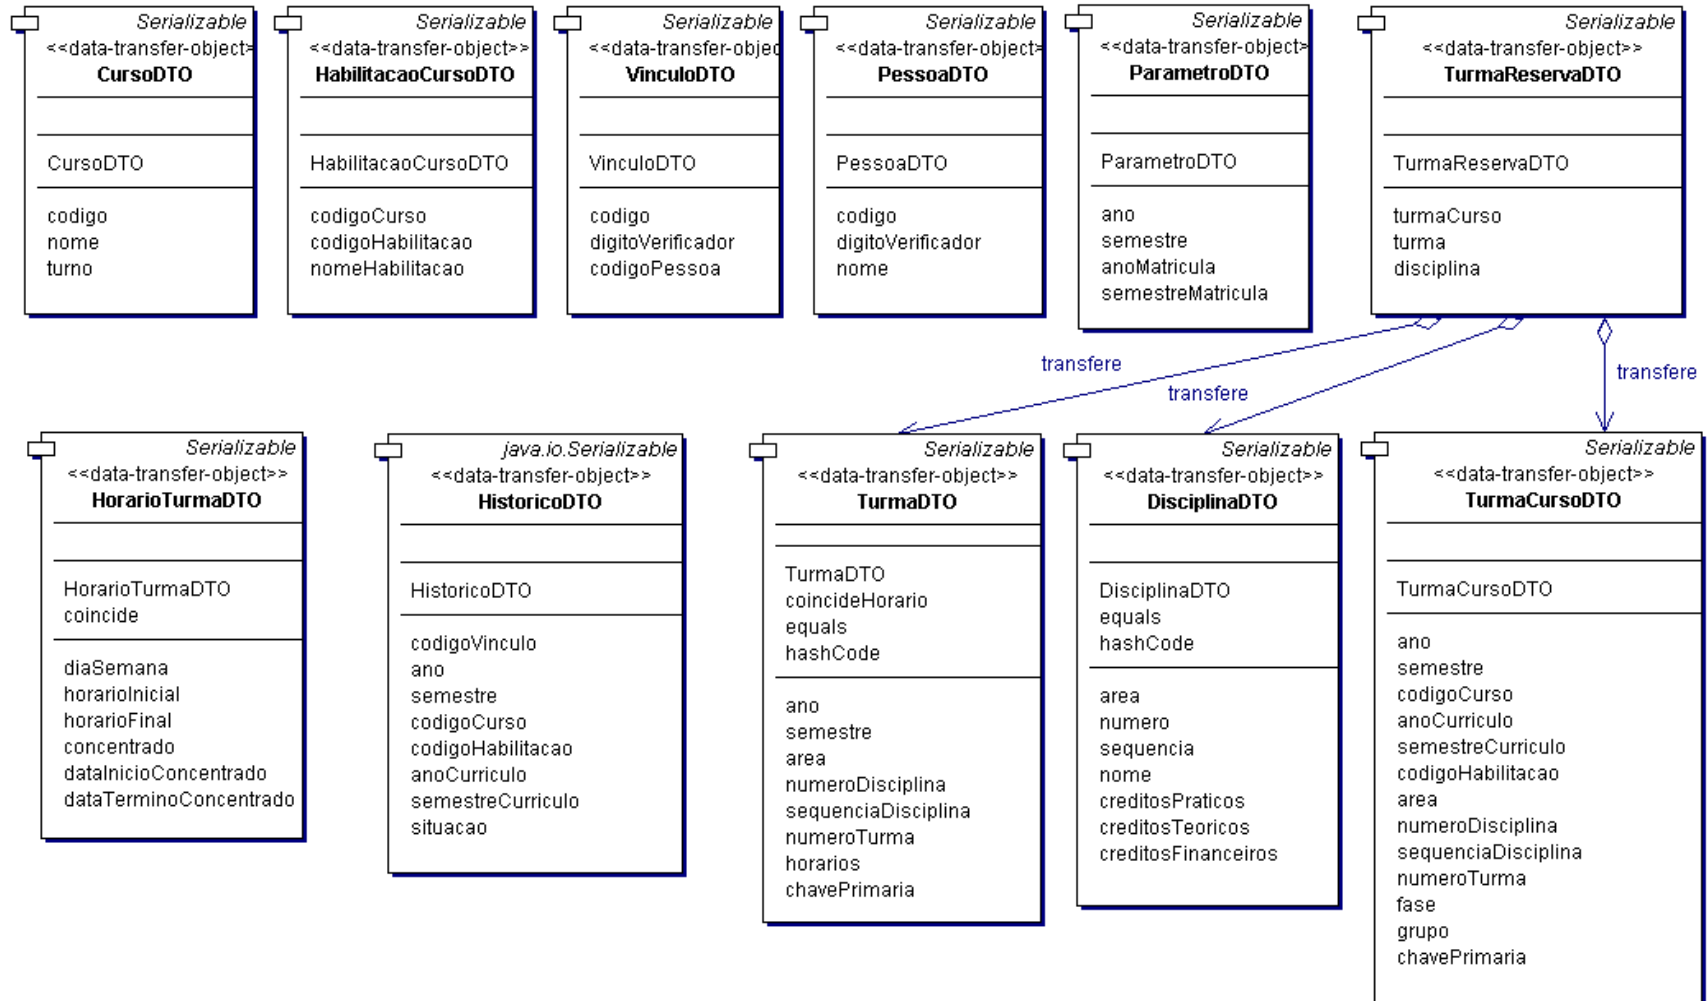 Serializable
<<data-transfer-object>
CursoDTO
CursoDTO
codigo
nome
turno
Serializable
<<data-transfer-object>>
HabilitacaoCursoDTO
HabilitacaoCursoDTO
codigoCurso
codigoHabilitacao
nomeHabilitacao
Serializable
<<data-transfer-objec
VinculoDTO
VinculoDTO
codigo
digitoVerificador
codigoPessoa
Serializable
<<data-transfer-object>
PessoaDTO
PessoaDTO
codigo
digitoVerificador
nome
Serializable
<<data-transfer-object>
ParametroDTO
ParametroDTO
ano
semestre
anoMatricula
semestreMatricula
Serializable
<<data-transfer-object>>
TurmaReservaDTO
TurmaReservaDTO
turmaCurso
turma
disciplina
transfere
transfere
transfere
Serializable
<<data-transfer-object>>
HorarioTurmaDTO
HorarioTurmaDTO
coincide
diaSemana
horarioInicial
horarioFinal
concentrado
dataInicioConcentrado
dataTerminoConcentrado
java.io.Serializable
<<data-transfer-object>>
HistoricoDTO
HistoricoDTO
codigoVinculo
ano
semestre
codigoCurso
codigoHabilitacao
anoCurriculo
semestreCurriculo
situacao
Serializable
<<data-transfer-object>>
TurmaDTO
TurmaDTO
coincideHorario
equals
hashCode
ano
semestre
area
numeroDisciplina
sequenciaDisciplina
numeroTurma
horarios
chavePrimaria
Serializable
<<data-transfer-object>>
DisciplinaDTO
DisciplinaDTO
equals
hashCode
area
numero
sequencia
nome
creditosPraticos
creditosTeoricos
creditosFinanceiros
Serializable
<<data-transfer-object>>
TurmaCursoDTO
TurmaCursoDTO
ano
semestre
codigoCurso
anoCurriculo
semestreCurriculo
codigoHabilitacao
area
numeroDisciplina
sequenciaDisciplina
numeroTurma
fase
grupo
chavePrimaria